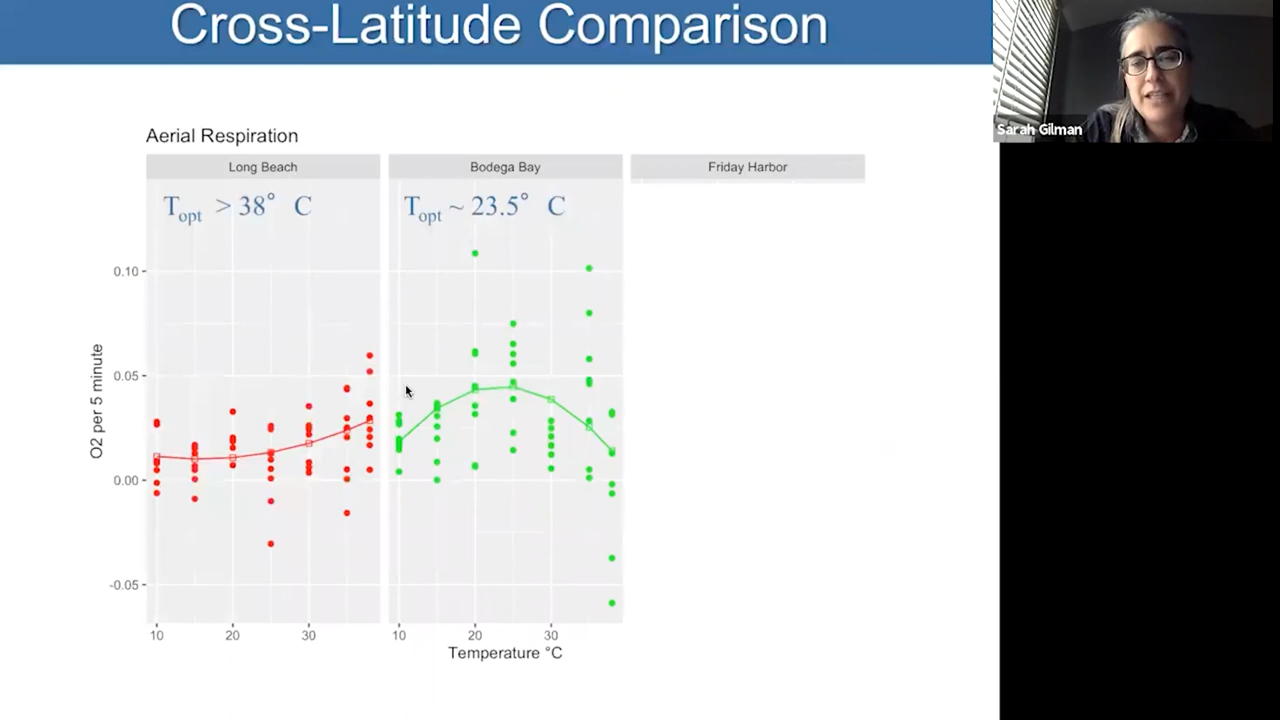 Cross-Latitude Comparison
Sarah Gilman
Aerial Respiration
Long Beach
Bodega Bay
Friday Harbor
Topt > 38° C
Topt ~ 23.5° C
0.10
0.05
0.00
-0.05
O2 per 5 minute
10 20 30
10 20 30
Temperature °C